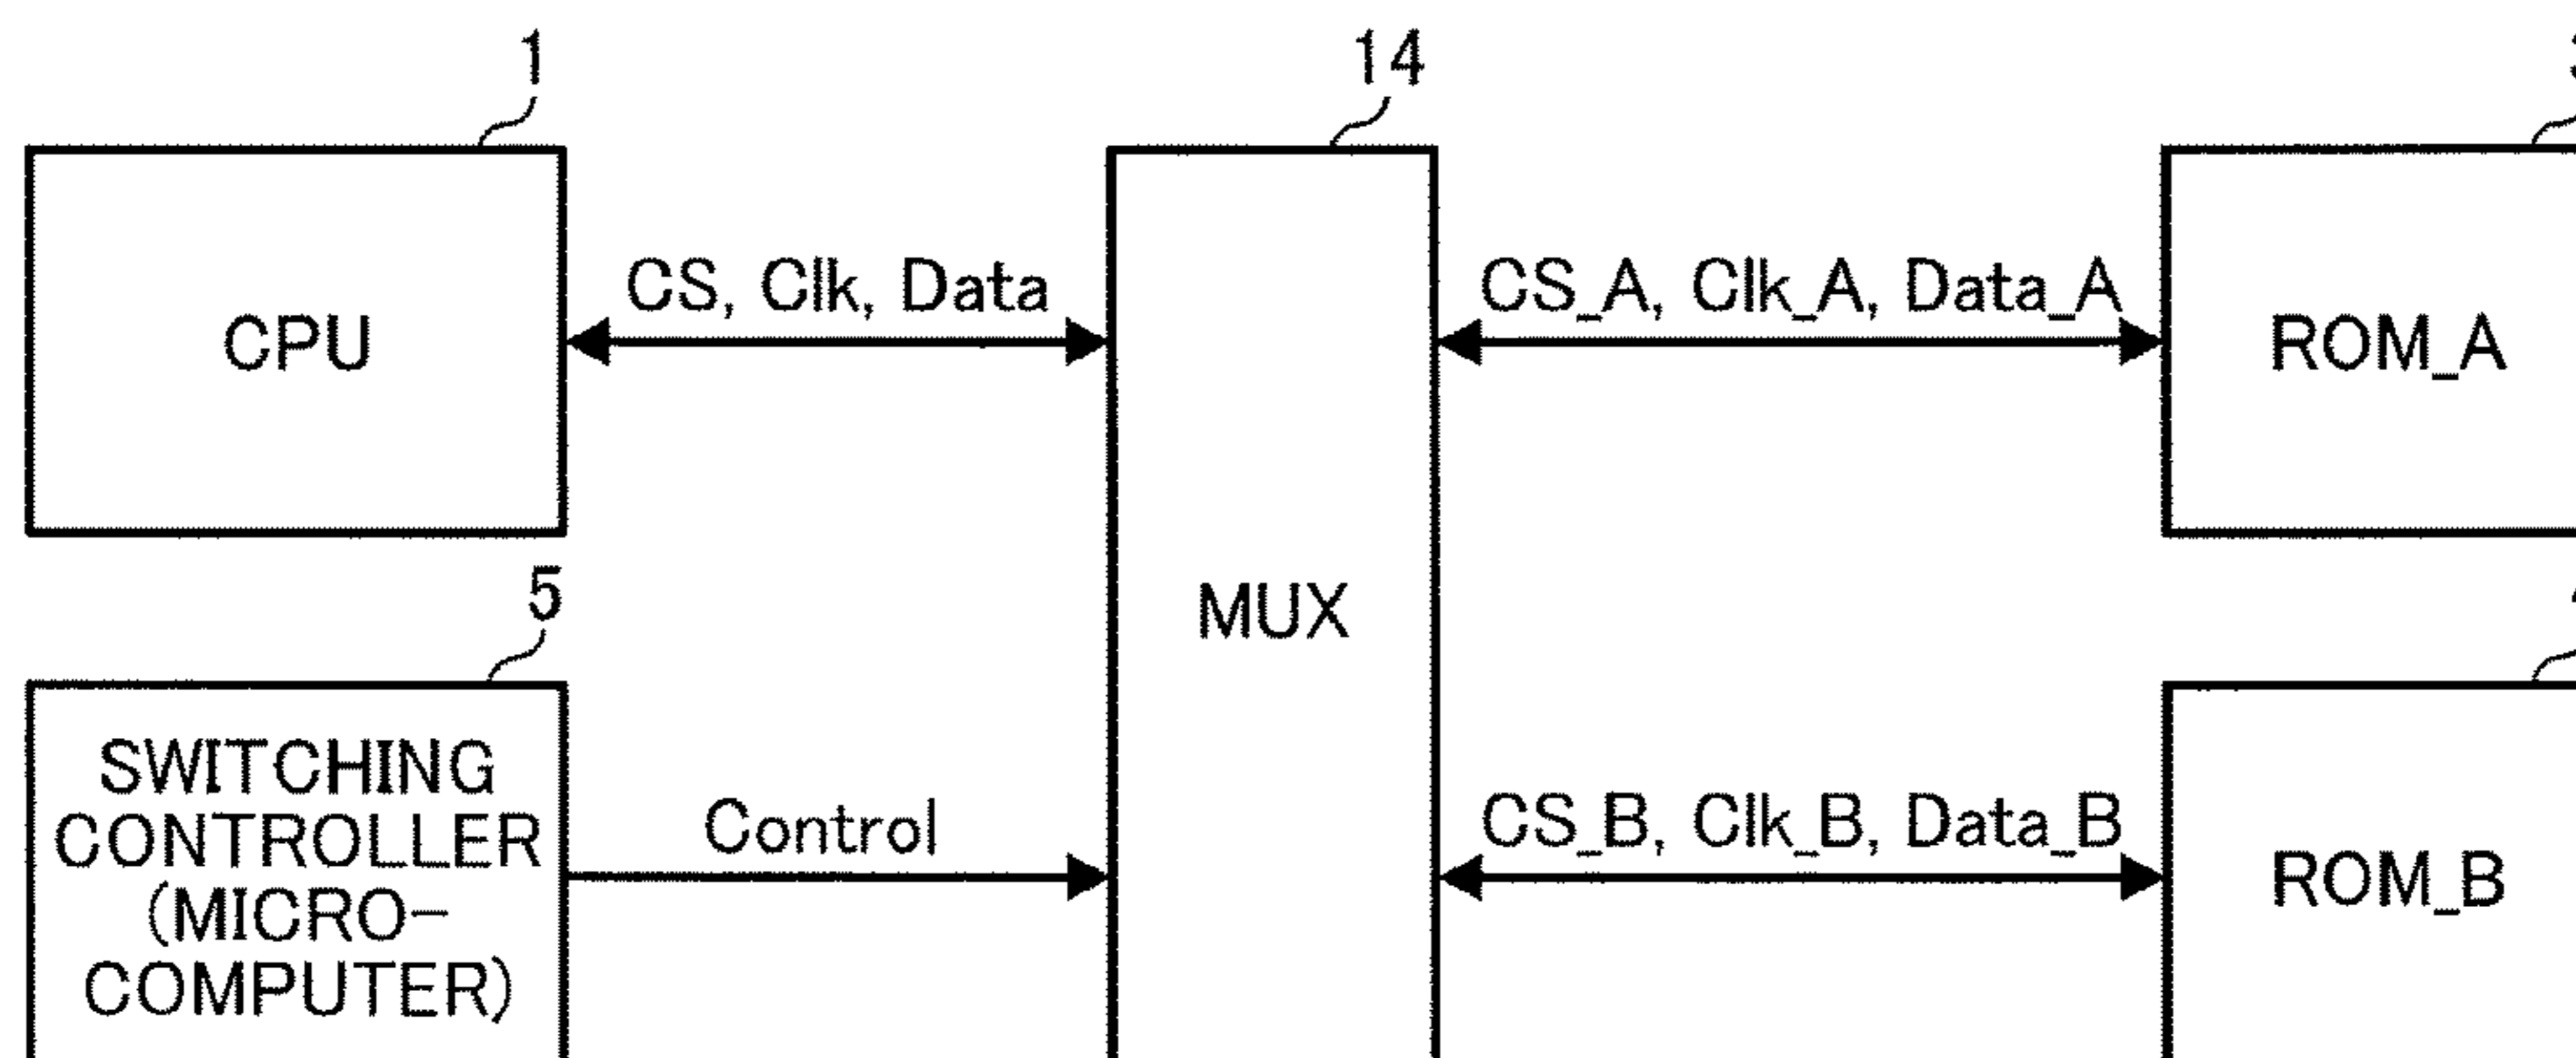 1
14
CPU
CS, Clk, Data
CS_A, Clk_A, Data_A
ROM_A
5
MUX
SWITCHING
CONTROLLER
(MICRO-
COMPUTER)
Control
CS_B, Clk_B, Data_B
ROM_B